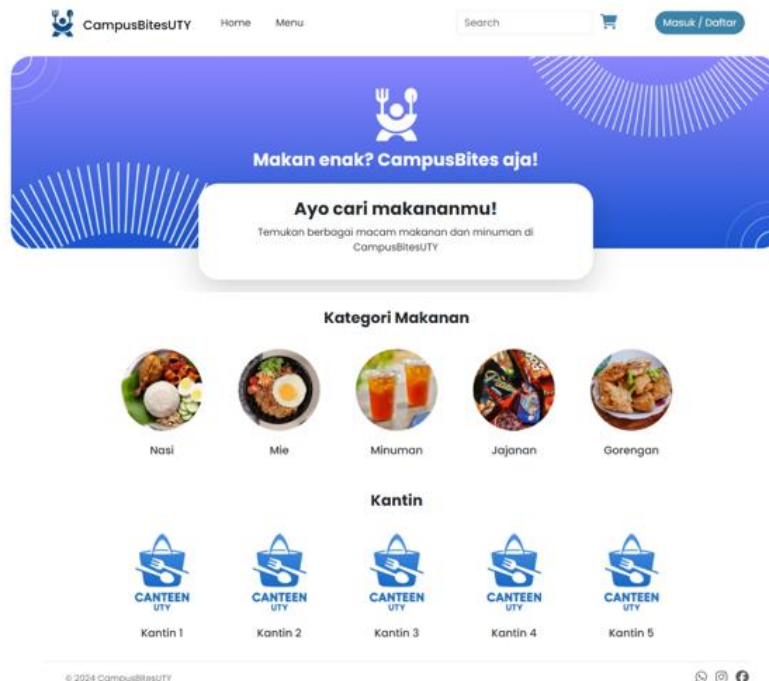 CampusBitesUTY Home Menu Search Masuk / Daftar
Makan enak? CampusBites aja!
Ayo cari makananmu!
Temukan berbagai macam makanan dan minuman di
CampusBitesUTY
Kategori Makanan
Nasi Mie Minuman Jajanan Gorengan
Kantin
CANTEEN CANTEEN CANTEEN CANTEEN CANTEEN
UTY UTY UTY UTY UTY
Kantin 1 Kantin 2 Kantin 3 Kantin 4 Kantin 5
© 2024 CampusBitesUTY